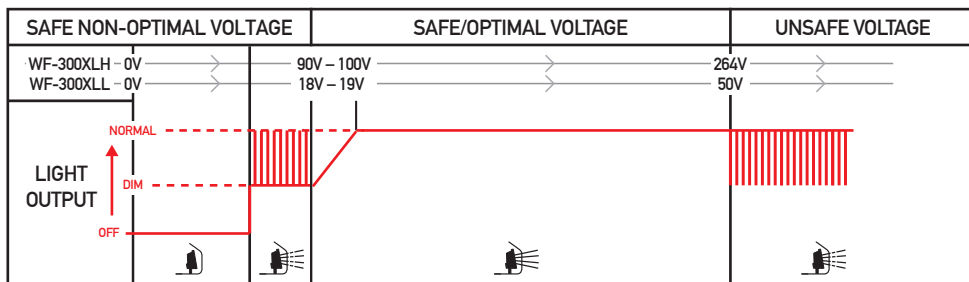 SAFE NON-OPTIMAL VOLTAGE SAFE/OPTIMAL VOLTAGE UNSAFE VOLTAGE
WF-300XLH 0V 90V – 100V 264V
WF-300XLL 0V 18V – 19V 50V
NORMAL
LIGHT
OUTPUT
DIM
OFF